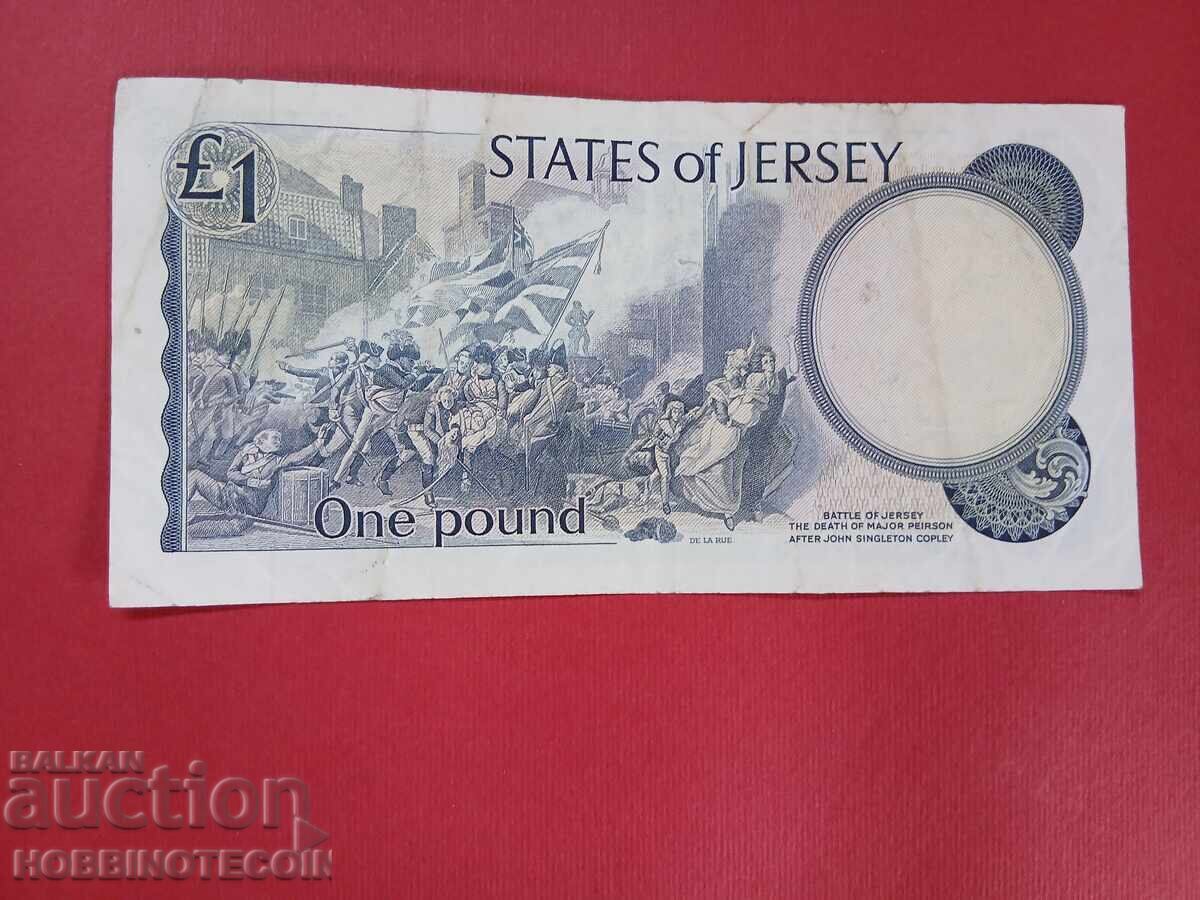 £1
STATES of JERSEY
One pound
DE LA RUE
BATTLE OF JERSEY
THE DEATH OF MAJOR PEIRSON
AFTER JOHN SINGLETON COPLEY
BALKAN
auction
HOBBINOTECOIN